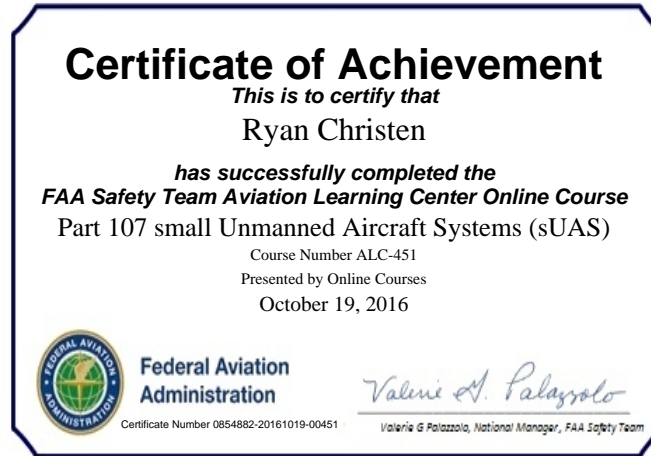 Certificate of Achievement
This is to certify that
Ryan Christen
has successfully completed the
FAA Safety Team Aviation Learning Center Online Course
Part 107 small Unmanned Aircraft Systems (sUAS)
Course Number ALC-451
Presented by Online Courses
October 19, 2016
FEDERAL AVIATION
ADMINISTRATION
Federal Aviation
Administration
Certificate Number 0854882-20161019-00451
Valerie G. Palazzolo
Valerie G Palazzolo, National Manager, FAA Safety Team